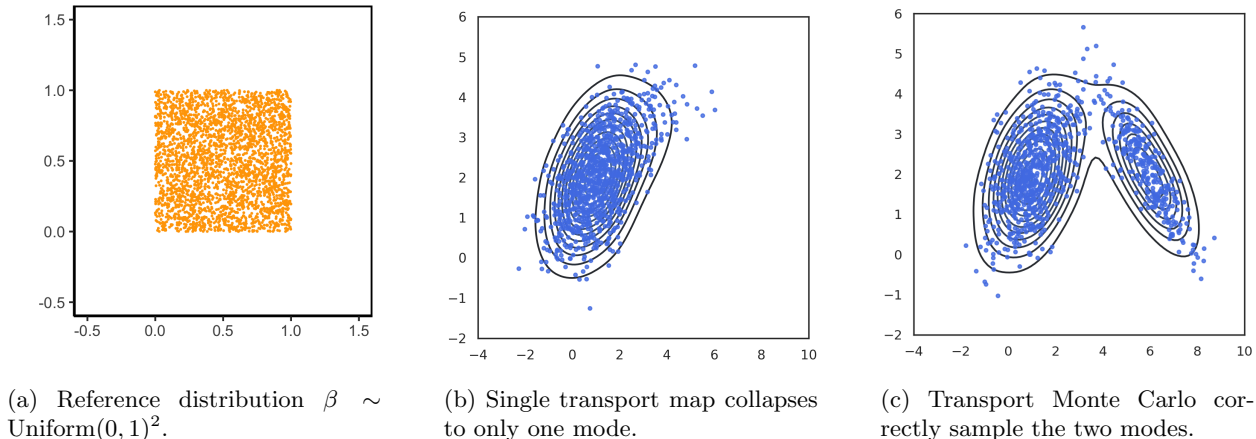 1.5
1.0
0.5
0.0
-0.5
-0.5 0.0 0.5 1.0 1.5
6
5
4
3
2
1
0
−1
−2
−4 −2 0 2 4 6 8 10
6
5
4
3
2
1
0
−1
−2
−4 −2 0 2 4 6 8 10
(a) Reference distribution β ∼
Uniform(0, 1)².
(b) Single transport map collapses
to only one mode.
(c) Transport Monte Carlo cor-
rectly sample the two modes.